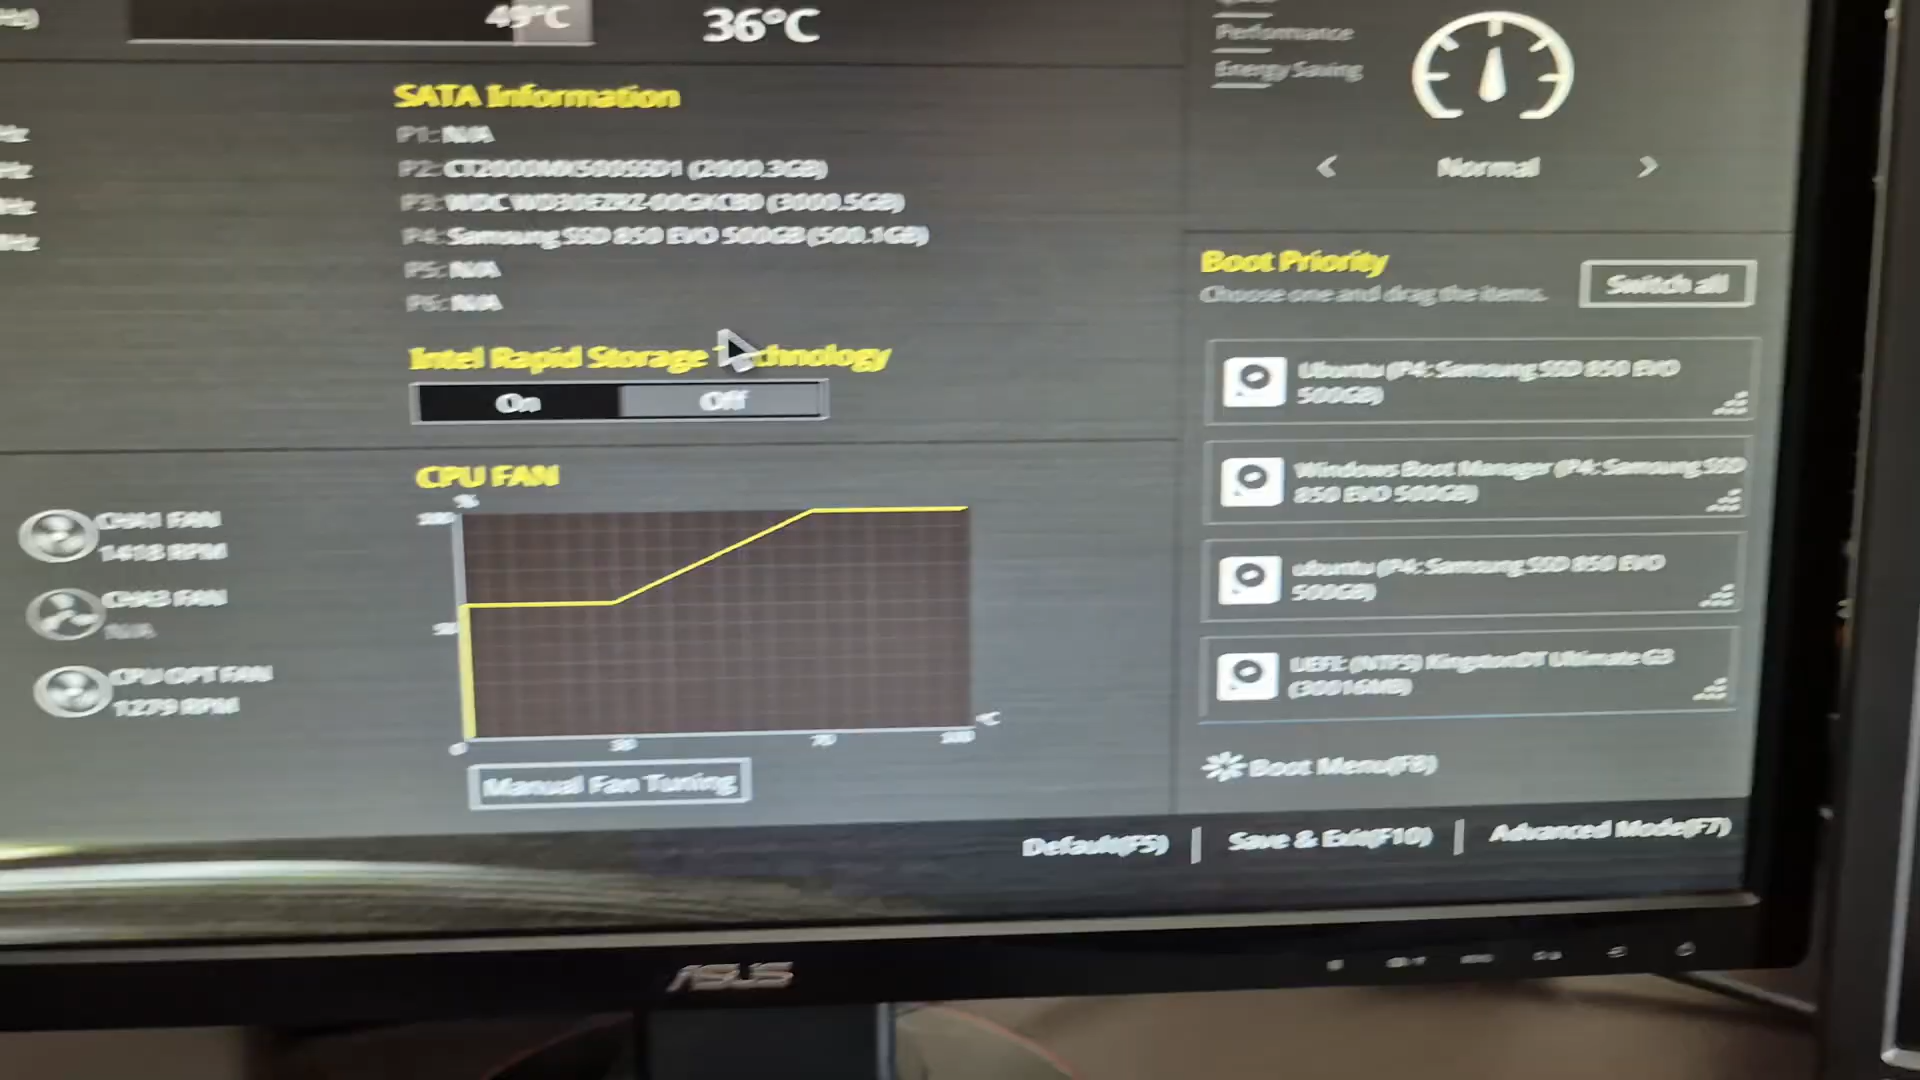 49°C
36°C
Performance
Energy Saving
SATA Information
P1: N/A
P2: CT2000MX500SSD1 (2000.3GB)
P3: WDC WD30EZRZ-00GXCB0 (3000.5GB)
P4: Samsung SSD 850 EVO 500GB (500.1GB)
P5: N/A
P6: N/A
Normal
Intel Rapid Storage Technology
On
Off
Boot Priority
Choose one and drag the items.
Switch all
Ubuntu (P4: Samsung SSD 850 EVO
500GB)
Windows Boot Manager (P4: Samsung SSD
850 EVO 500GB)
ubuntu (P4: Samsung SSD 850 EVO
500GB)
UEFI: (NTFS) KingstonDT Ultimate G3
(30016MB)
Boot Menu(F8)
CHA1 FAN
1418 RPM
CHA3 FAN
N/A
CPU OPT FAN
1279 RPM
CPU FAN
%
100
50
0
30
70
100
°C
Manual Fan Tuning
Default(F5)
Save & Exit(F10)
Advanced Mode(F7)
ASUS